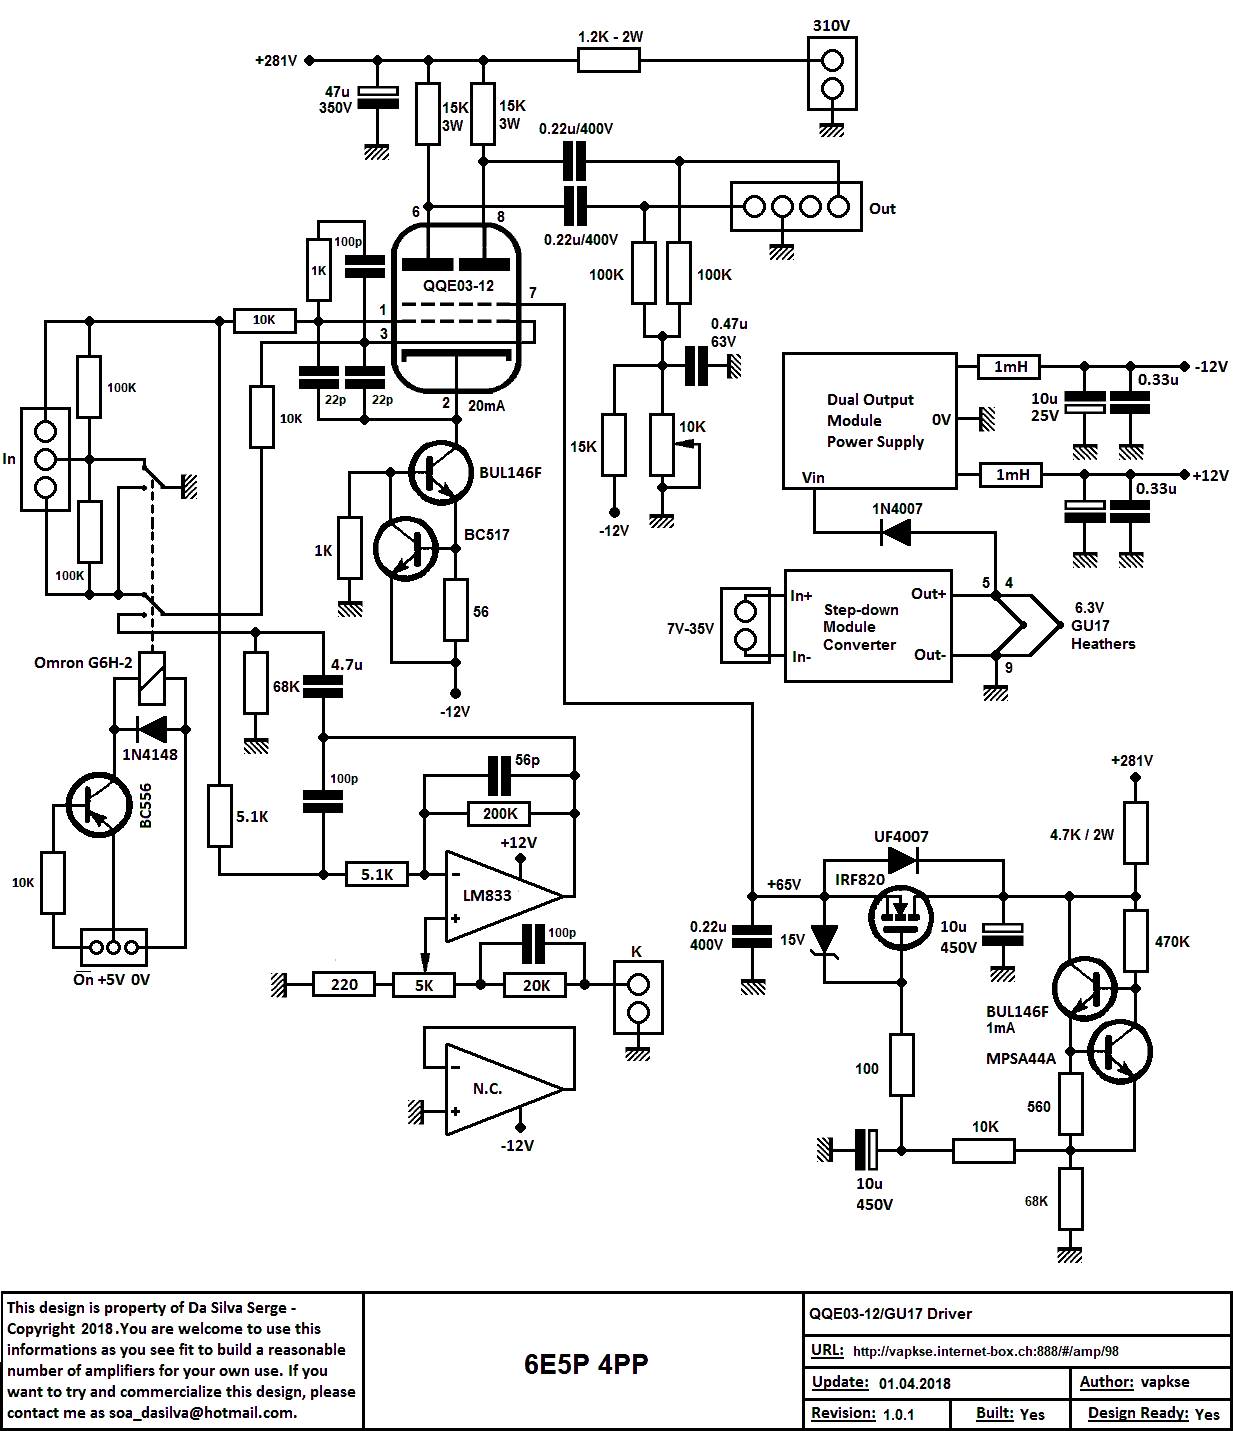 310V
1.2K - 2W
+281V
47u
350V
15K
3W
15K
3W
0.22u/400V
6
8
Out
0.22u/400V
100p
1K
QQE03-12
7
100K
100K
1
10K
3
0.47u
63V
22p
22p
2
20mA
100K
10K
In
15K
10K
BUL146F
-12V
1K
BC517
100K
56
-12V
Dual Output
Module
Power Supply
0V
Vin
1mH
-12V
10u
25V
0.33u
1mH
+12V
0.33u
1N4007
7V-35V
In+
In-
Step-down
Module
Converter
Out+
Out-
5
4
9
6.3V
GU17
Heathers
Omron G6H-2
68K
4.7u
1N4148
BC556
10K
On +5V 0V
5.1K
100p
5.1K
56p
200K
+12V
LM833
220
5K
100p
20K
K
N.C.
-12V
+281V
4.7K / 2W
UF4007
+65V
IRF820
0.22u
400V
15V
10u
450V
470K
BUL146F
1mA
MPSA44A
100
560
10K
10u
450V
68K
This design is property of Da Silva Serge -
Copyright 2018.You are welcome to use this
informations as you see fit to build a reasonable
number of amplifiers for your own use. If you
want to try and commercialize this design, please
contact me as soa_dasilva@hotmail.com.
6E5P 4PP
QQE03-12/GU17 Driver
URL: http://vapkse.internet-box.ch:888/#/amp/98
Update: 01.04.2018
Author: vapkse
Revision: 1.0.1
Built: Yes
Design Ready: Yes